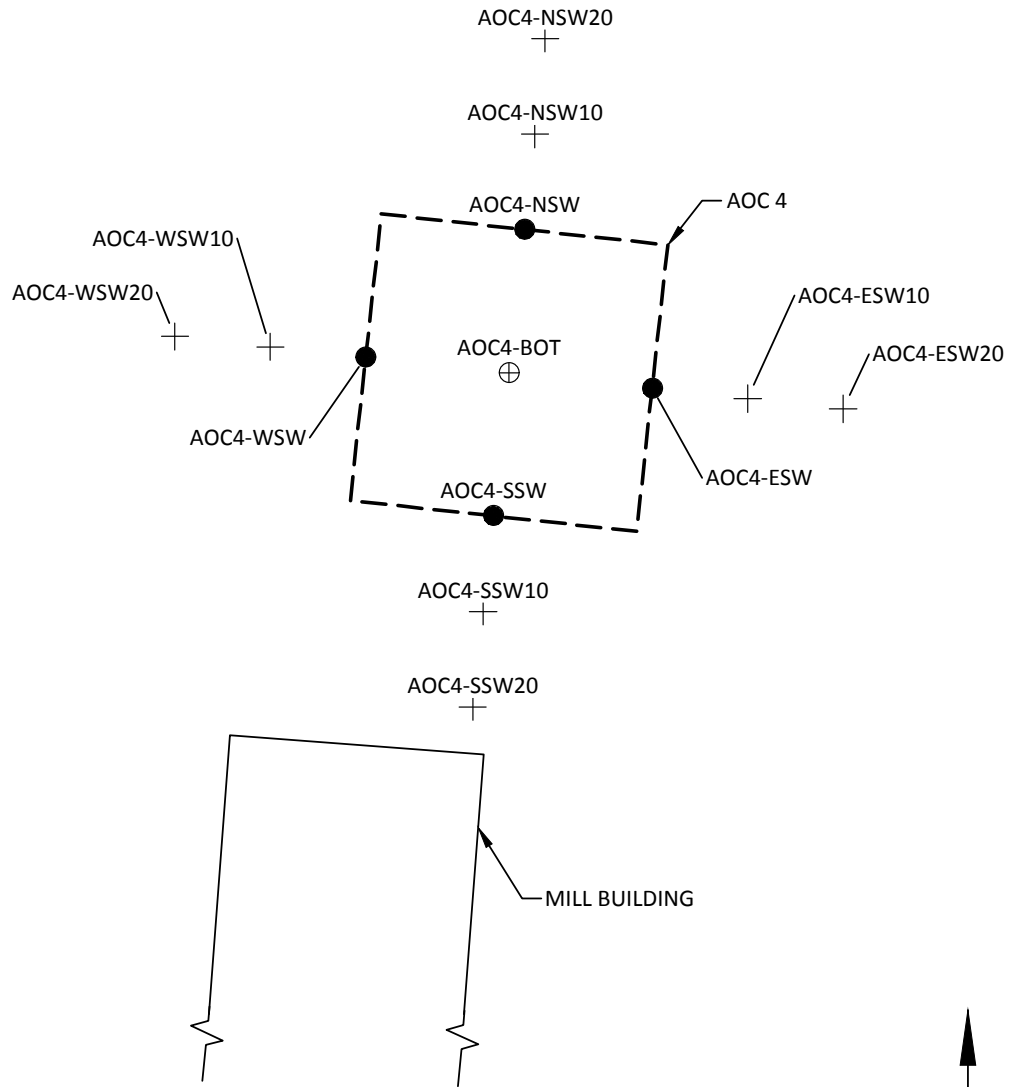 AOC4-NSW20
AOC4-NSW10
AOC4-NSW
AOC 4
AOC4-WSW10
AOC4-WSW20
AOC4-ESW10
AOC4-BOT
AOC4-ESW20
AOC4-WSW
AOC4-ESW
AOC4-SSW
AOC4-SSW10
AOC4-SSW20
MILL BUILDING